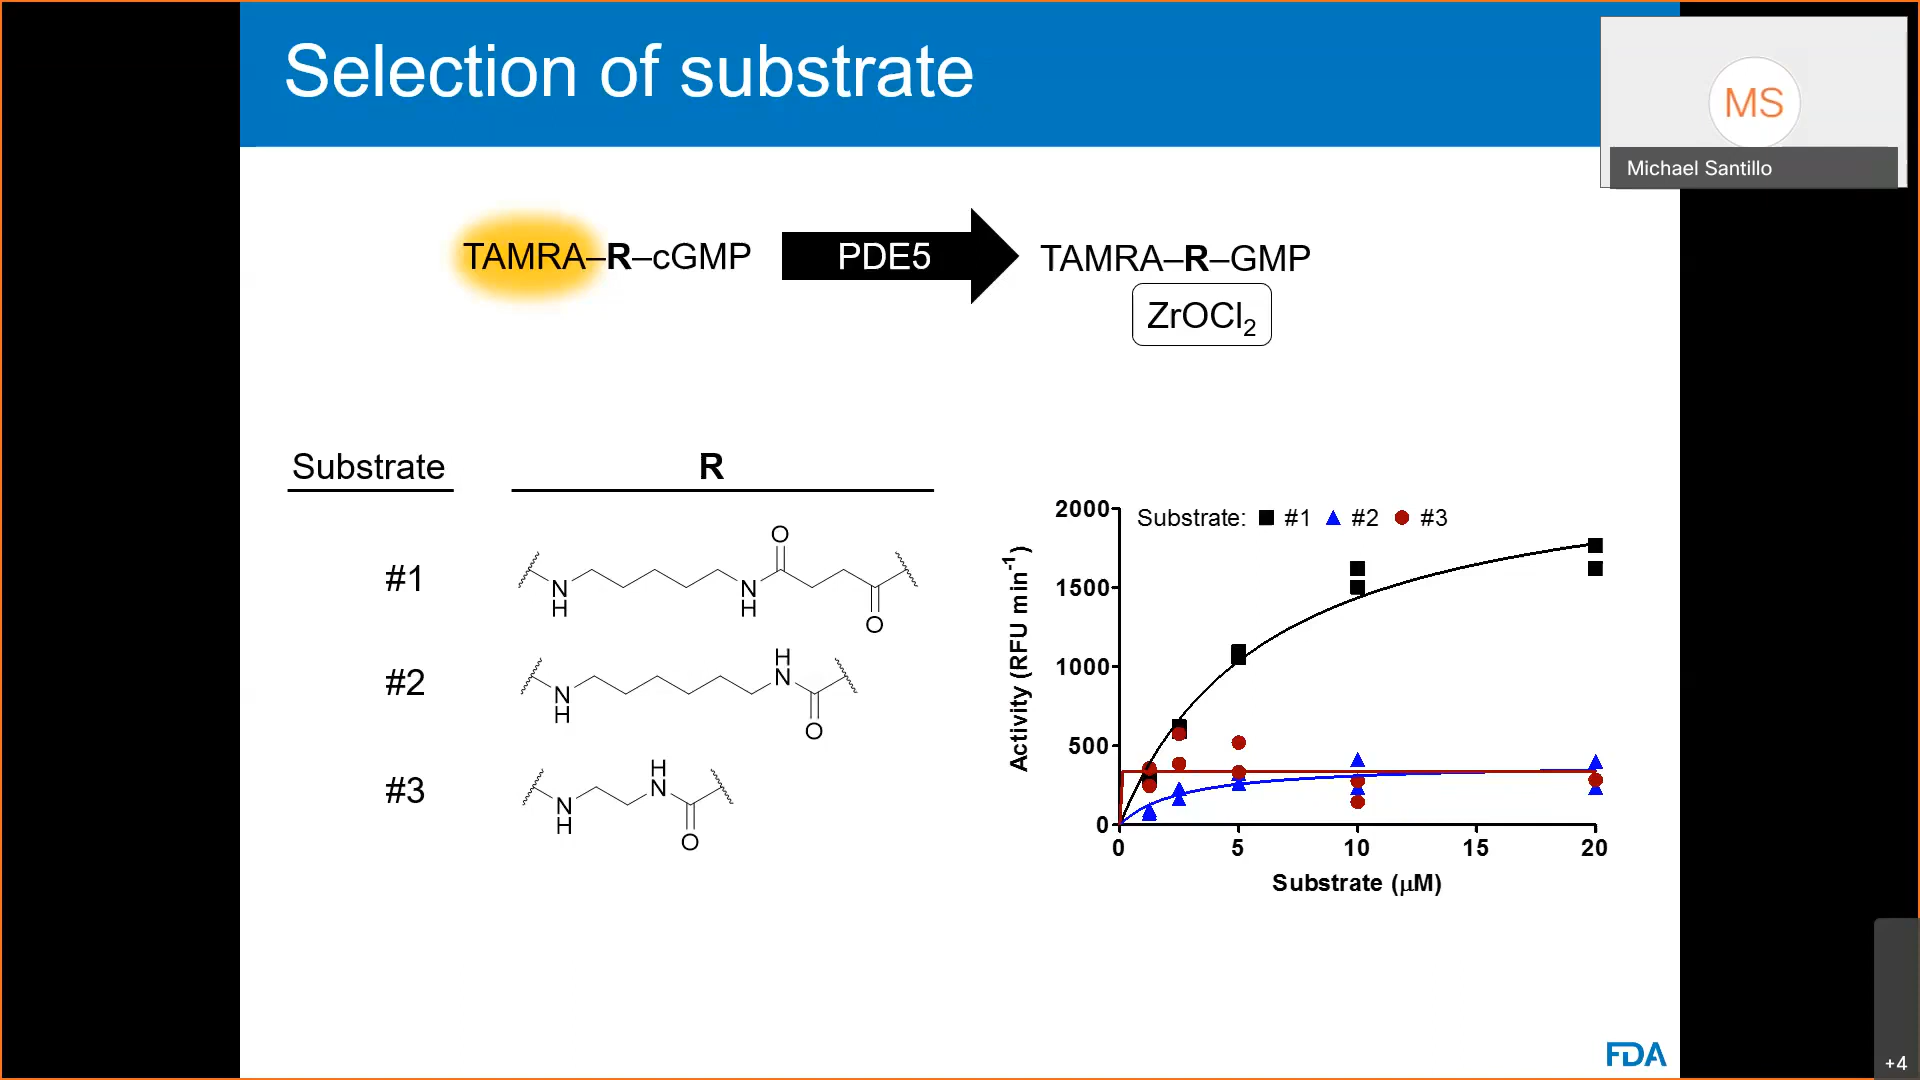 Selection of substrate
MS
Michael Santillo
TAMRA–R–cGMP
PDE5
TAMRA–R–GMP
ZrOCl₂
Substrate
R
#1
N
H
N
H
O
O
#2
N
H
H
N
O
#3
N
H
H
N
O
Substrate: #1 #2 #3
Activity (RFU min⁻¹)
2000
1500
1000
500
0
0 5 10 15 20
Substrate (μM)
FDA
+4